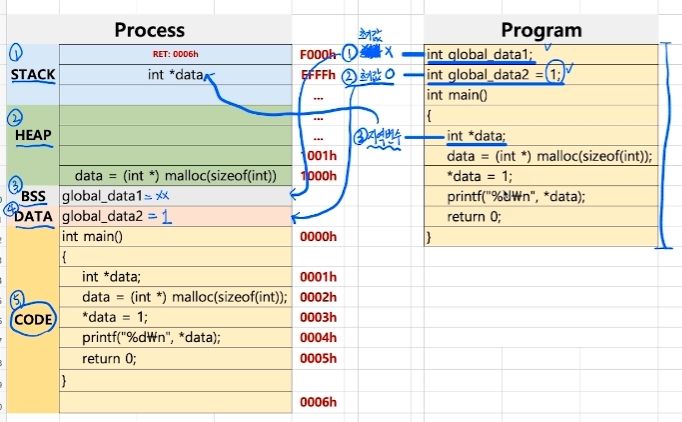 Process
Program
①
STACK
RET: 0006h
F000h
① 초기값 X
int global_data1;
int *data
EFFFh
② 초기값 O
int global_data2 = 1;
...
int main()
②
HEAP
...
{
...
③ 지역변수
int *data;
1001h
data = (int *) malloc(sizeof(int));
data = (int *) malloc(sizeof(int))
1000h
*data = 1;
③
BSS
global_data1 = xx
printf("%d₩n", *data);
④
DATA
global_data2 = 1
return 0;
int main()
0000h
}
{
int *data;
0001h
data = (int *) malloc(sizeof(int));
0002h
⑤
CODE
*data = 1;
0003h
printf("%d₩n", *data);
0004h
return 0;
0005h
}
0006h